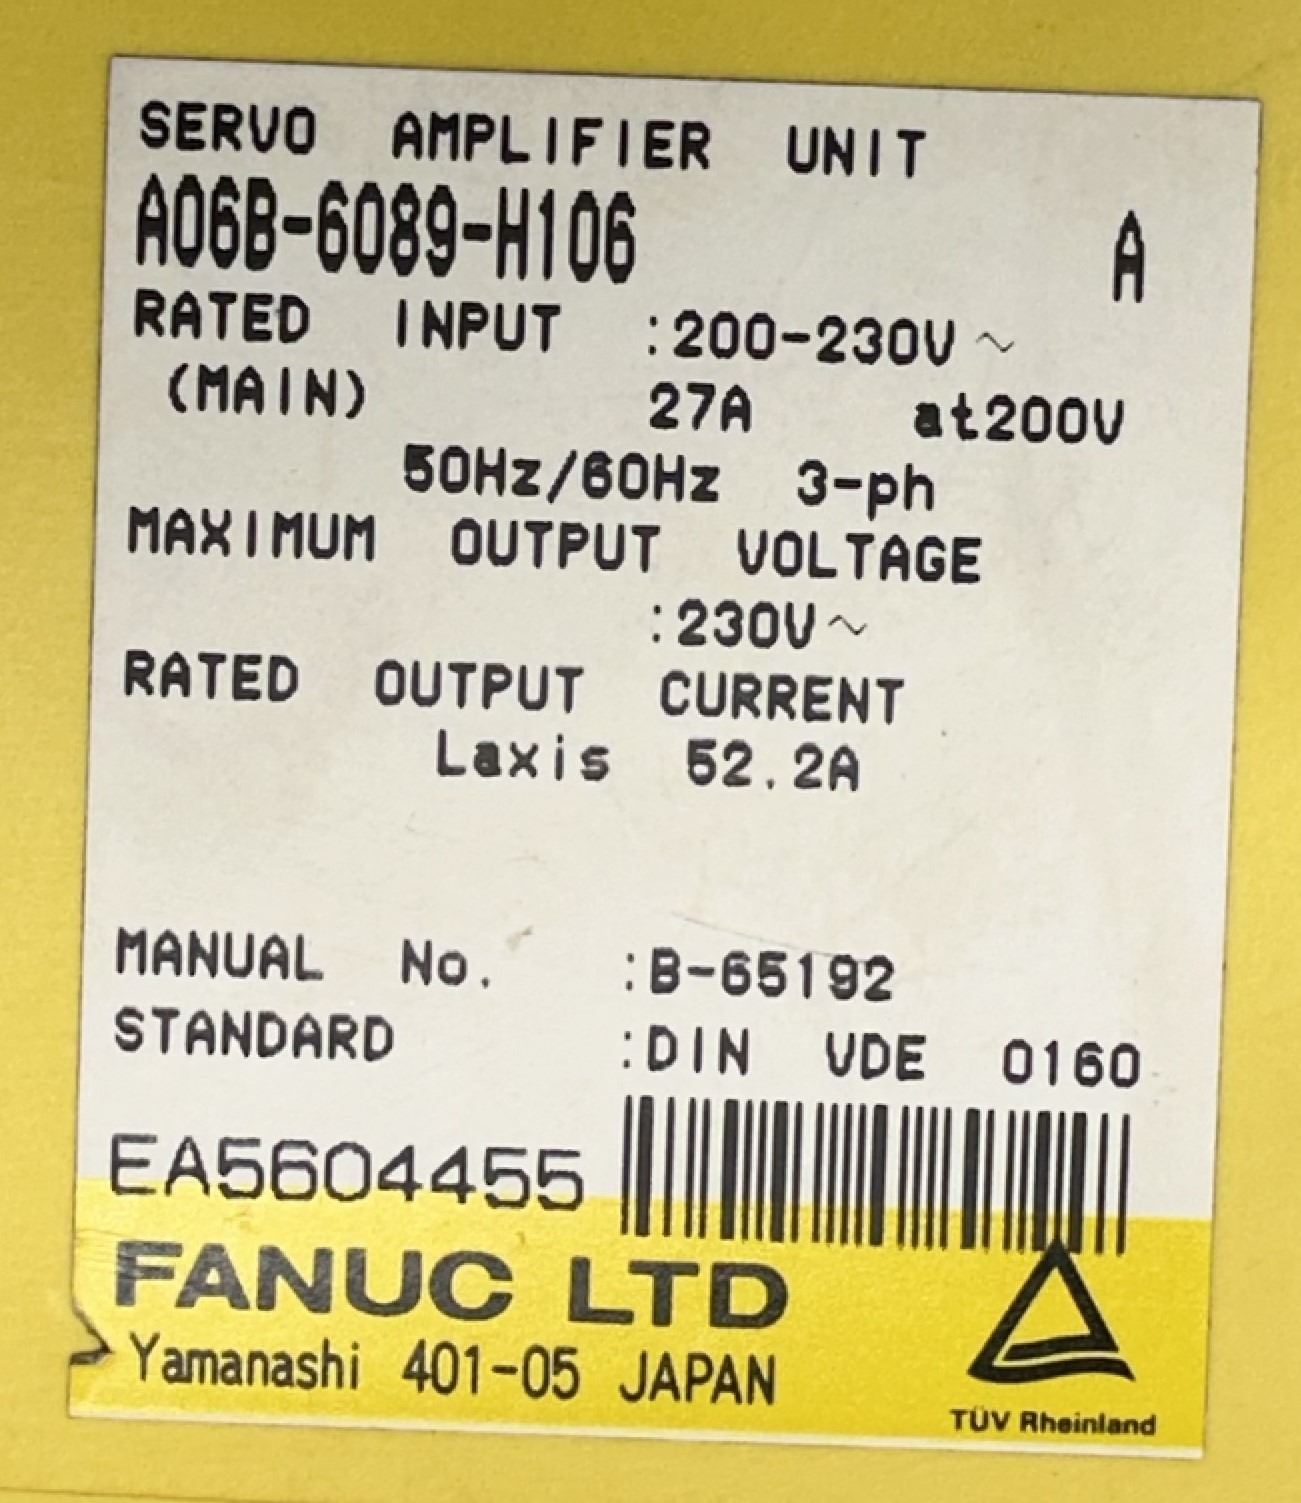 SERVO AMPLIFIER UNIT
A06B-6089-H106 A
RATED INPUT :200-230V~
(MAIN) 27A at200V
50Hz/60Hz 3-ph
MAXIMUM OUTPUT VOLTAGE
:230V~
RATED OUTPUT CURRENT
Laxis 52.2A
MANUAL No. :B-65192
STANDARD :DIN VDE 0160
EA5604455
FANUC LTD
Yamanashi 401-05 JAPAN
TÜV Rheinland